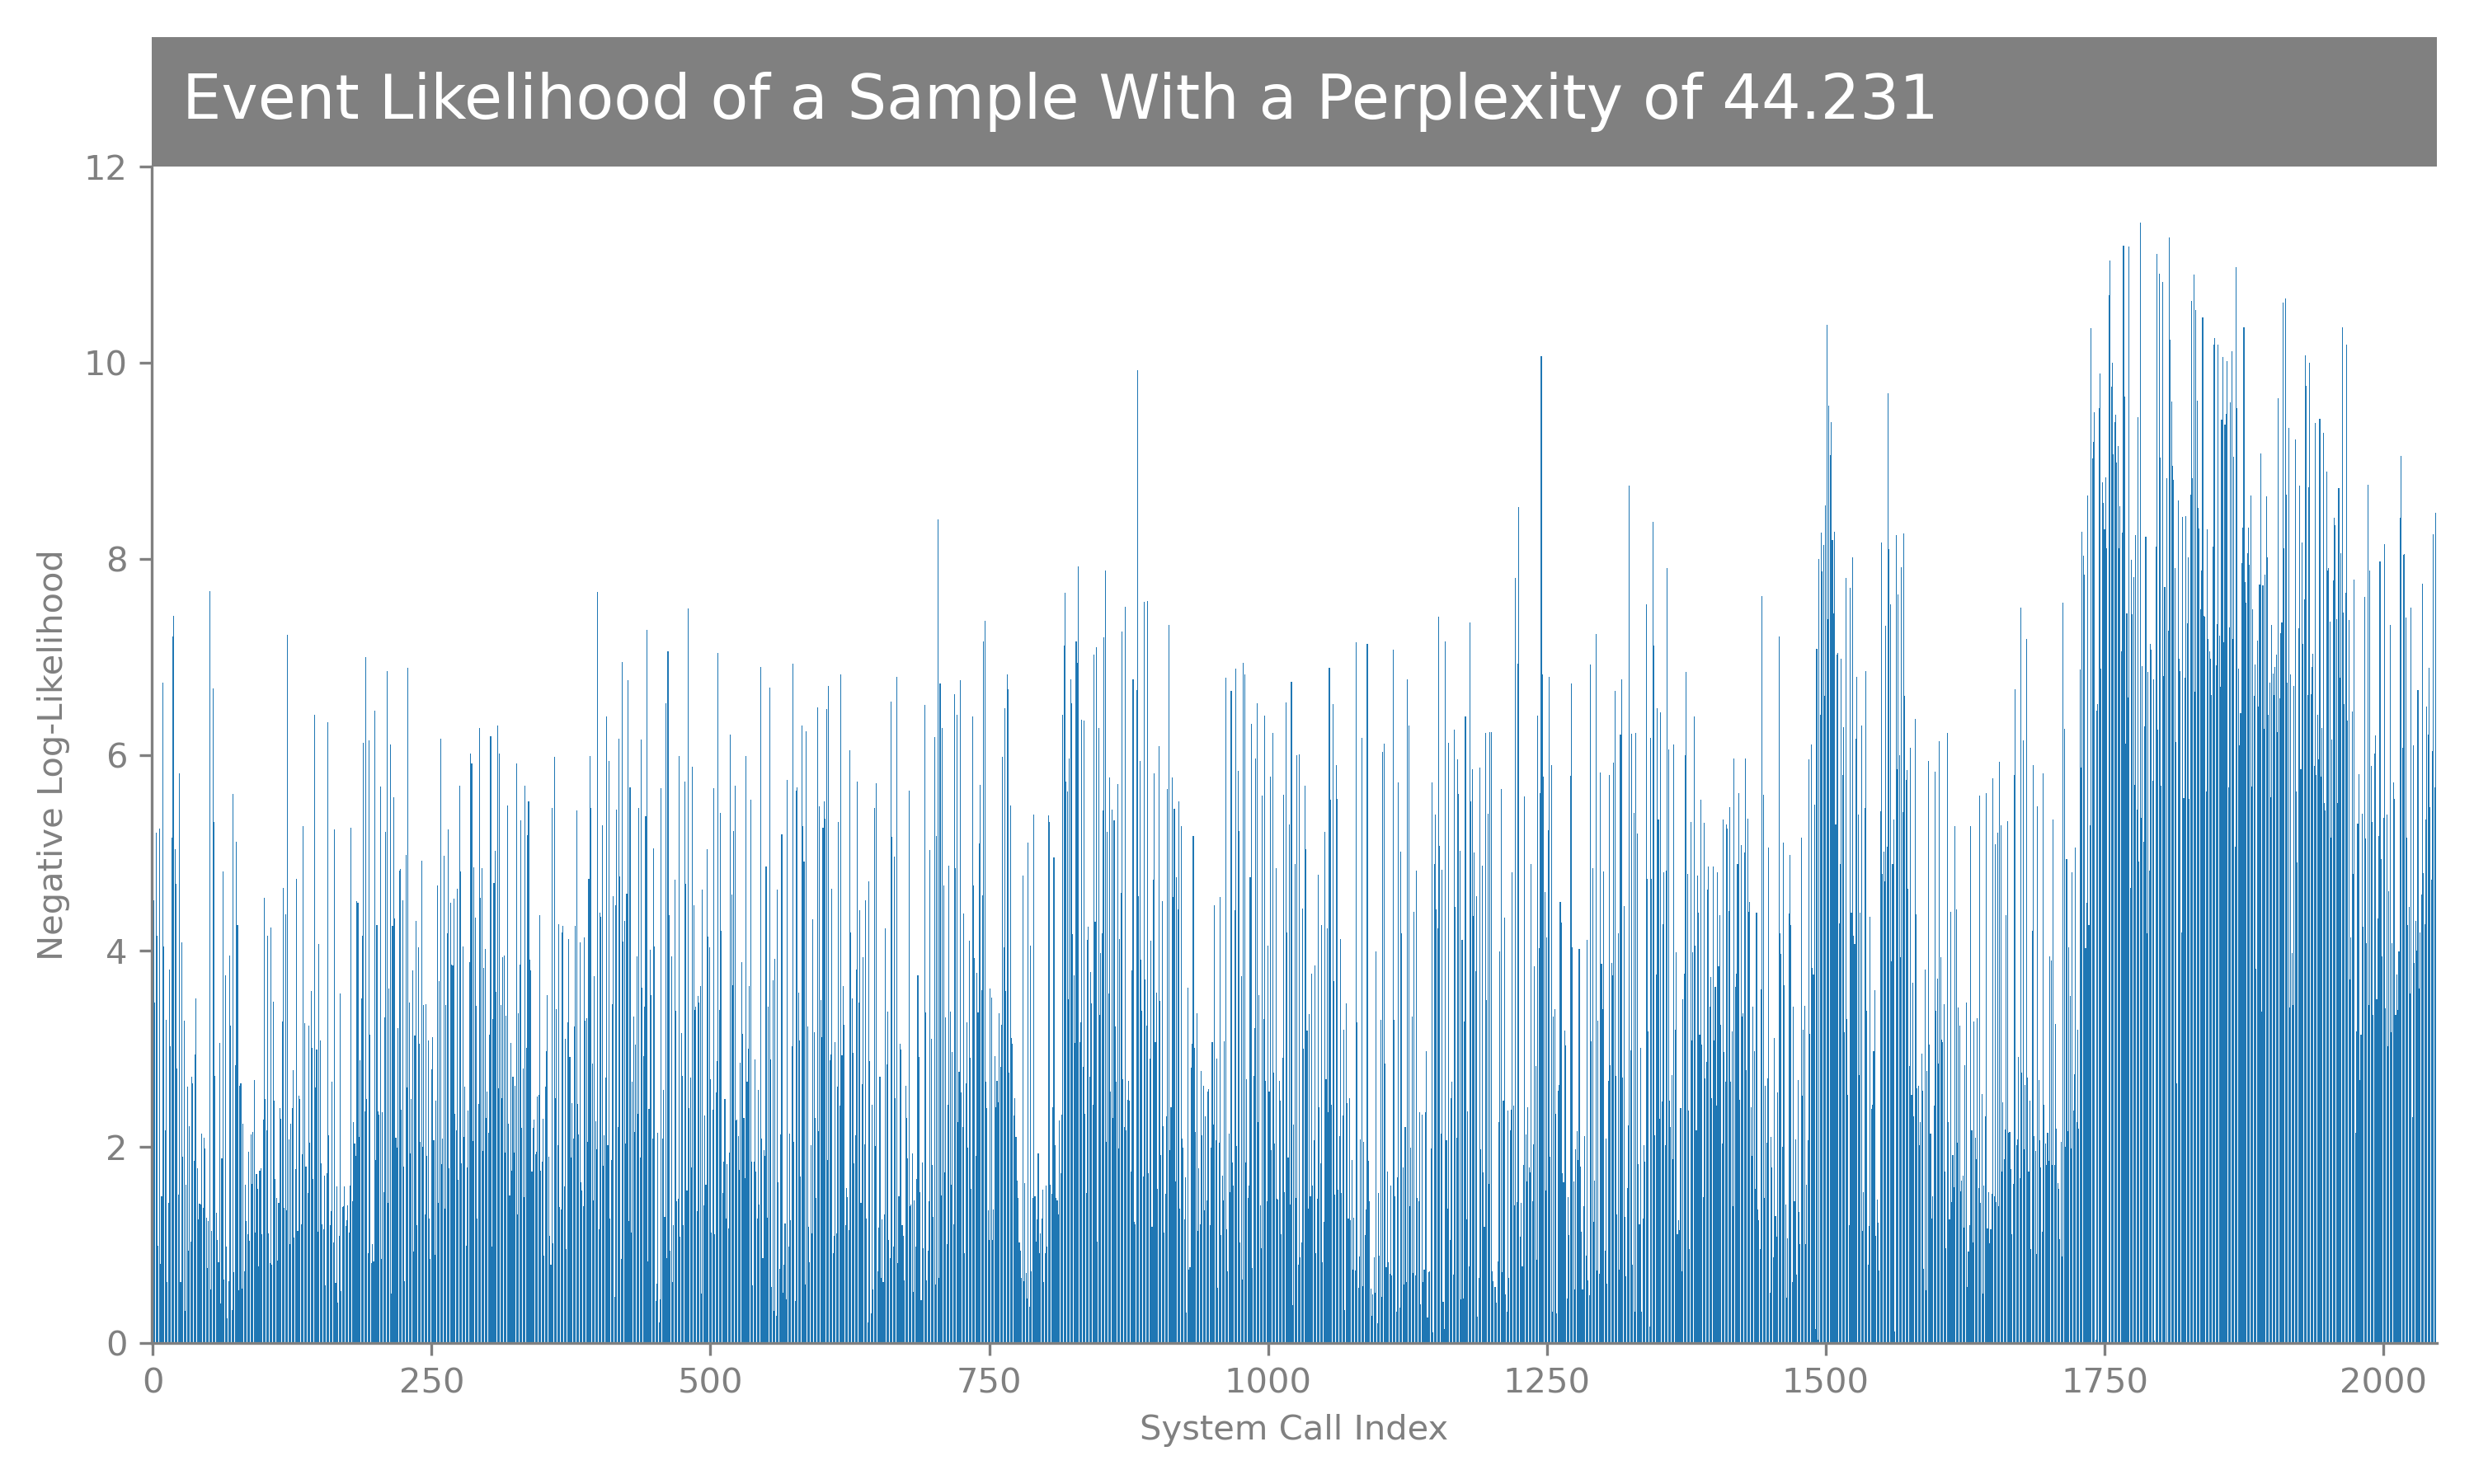 Event Likelihood of a Sample With a Perplexity of 44.231
12
10
8
6
4
2
0
Negative Log-Likelihood
0 250 500 750 1000 1250 1500 1750 2000
System Call Index